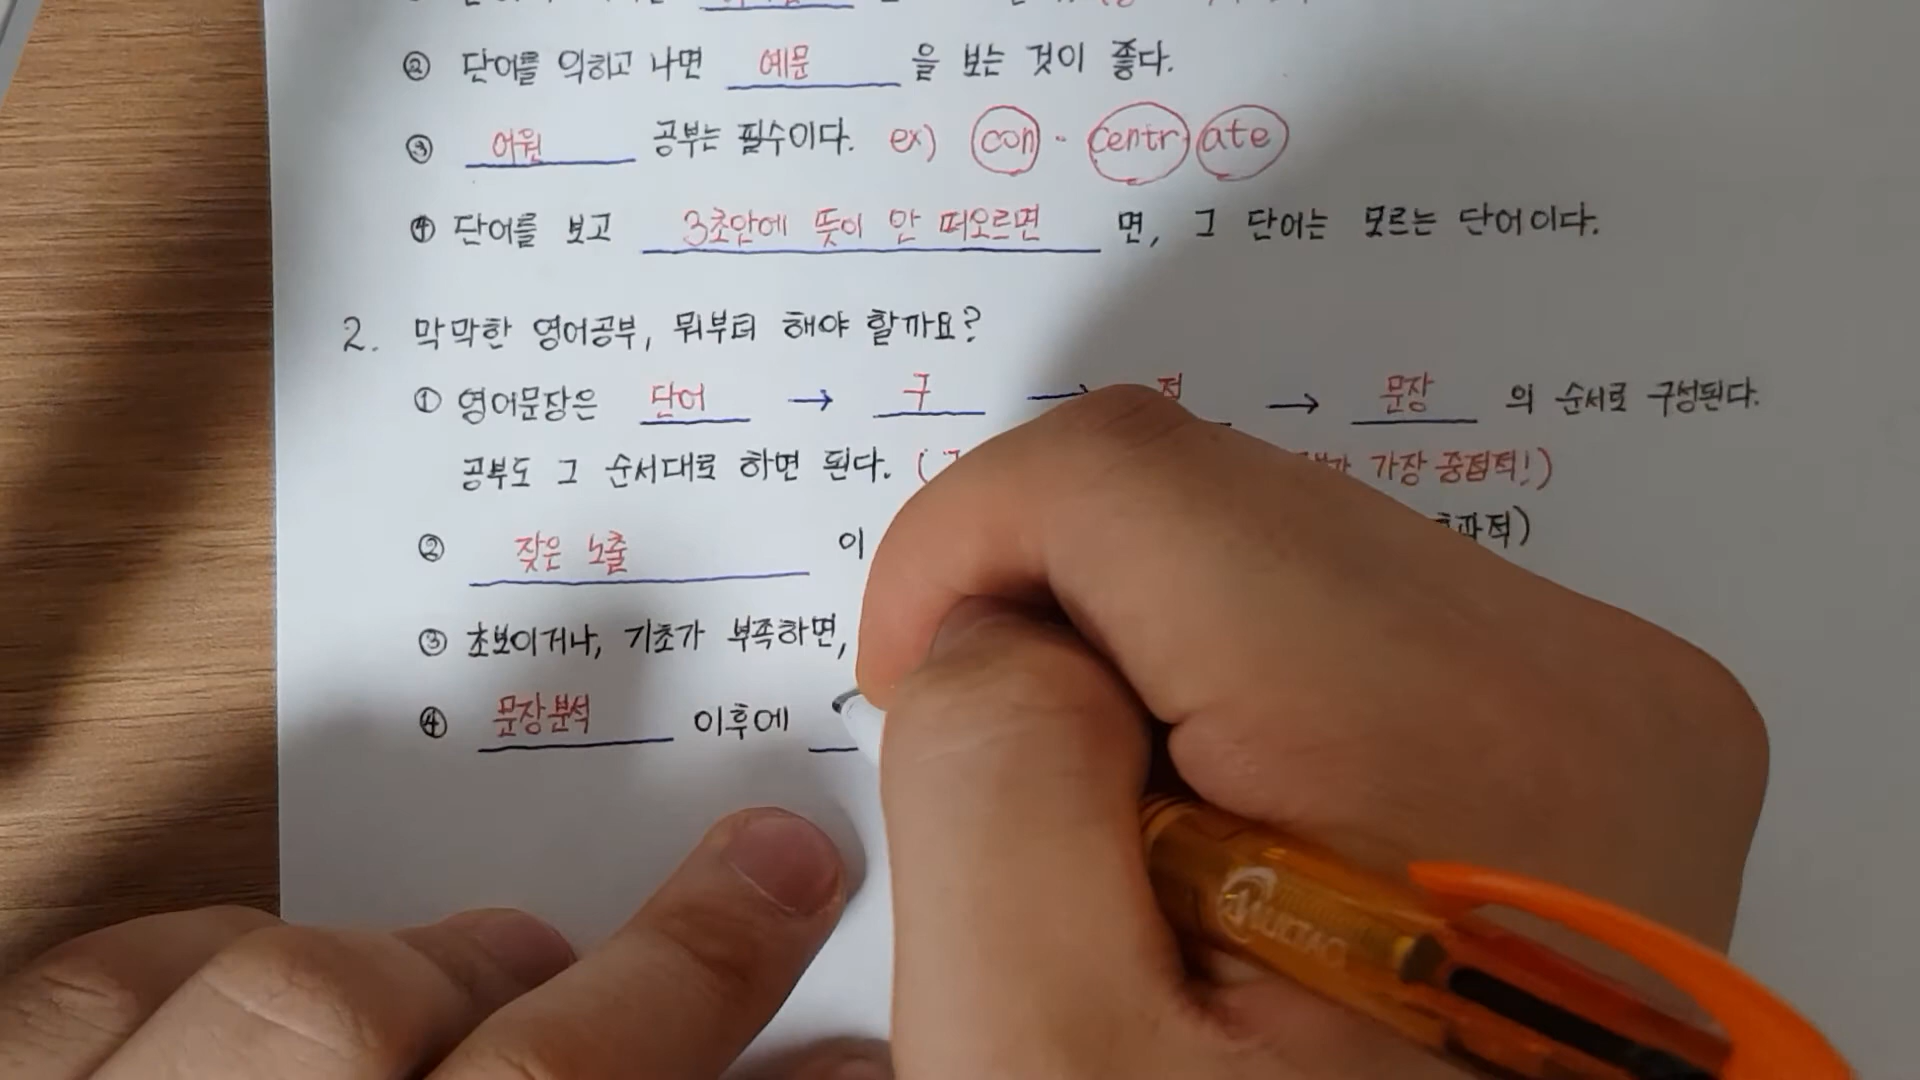 ② 단어를 익히고 나면 예문 을 보는 것이 좋다.
③ 어원 공부는 필수이다. ex) con - centr ate
④ 단어를 보고 3초안에 뜻이 안 떠오르면 면, 그 단어는 모르는 단어이다.
2. 막막한 영어공부, 뭐부터 해야 할까요?
① 영어문장은 단어 → 구 → 절 → 문장 의 순서로 구성된다.
공부도 그 순서대로 하면 된다. ( 가장 중점적!)
② 잦은 노출 이 효과적)
③ 초보이거나, 기초가 부족하면,
④ 문장분석 이후에